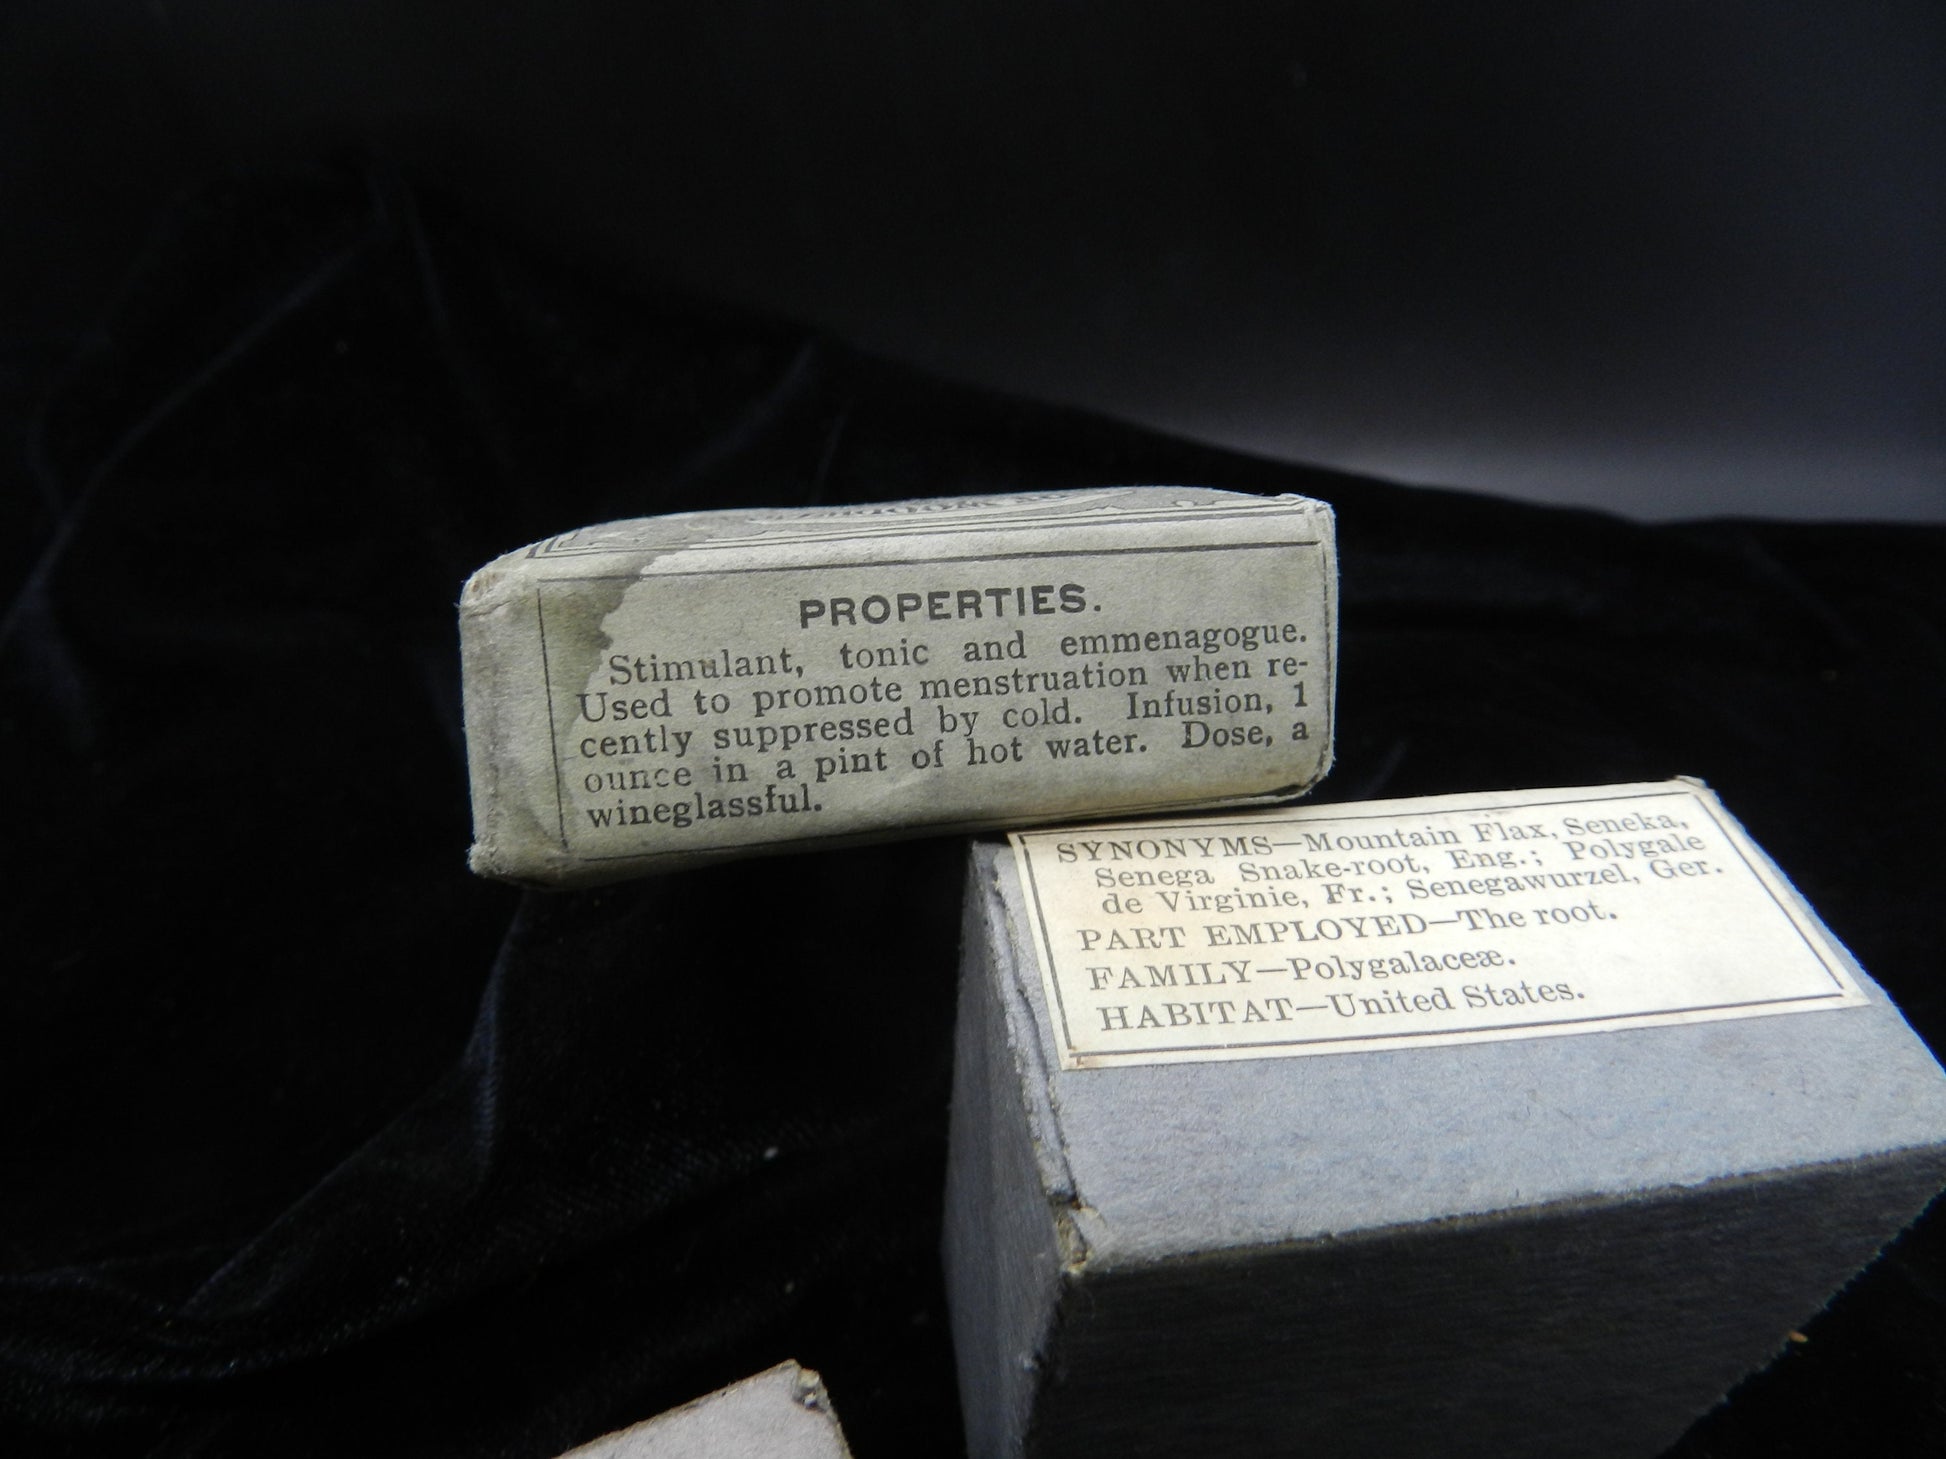 PROPERTIES.
Stimulant, tonic and emmenagogue.
Used to promote menstruation when re-
cently suppressed by cold. Infusion, 1
ounce in a pint of hot water. Dose, a
wineglassful.
SYNONYMS—Mountain Flax, Seneka,
Senega Snake-root, Eng.; Polygale
de Virginie, Fr.; Senegawurzel, Ger.
PART EMPLOYED—The root.
FAMILY—Polygalaceæ.
HABITAT—United States.